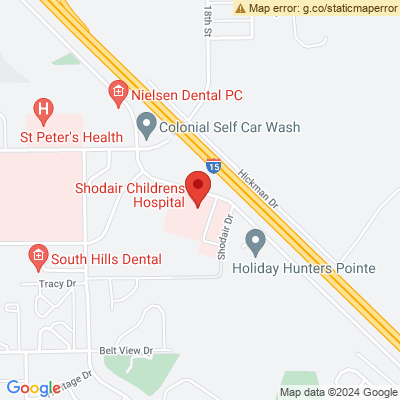 Map error: g.co/staticmaperror
18th St
Nielsen Dental PC
H
St Peter's Health
Colonial Self Car Wash
15
Hickman Dr
Shodair Childrens
Hospital
Shodair Dr
South Hills Dental
Holiday Hunters Pointe
Tracy Dr
Belt View Dr
Google
Map data ©2024 Google